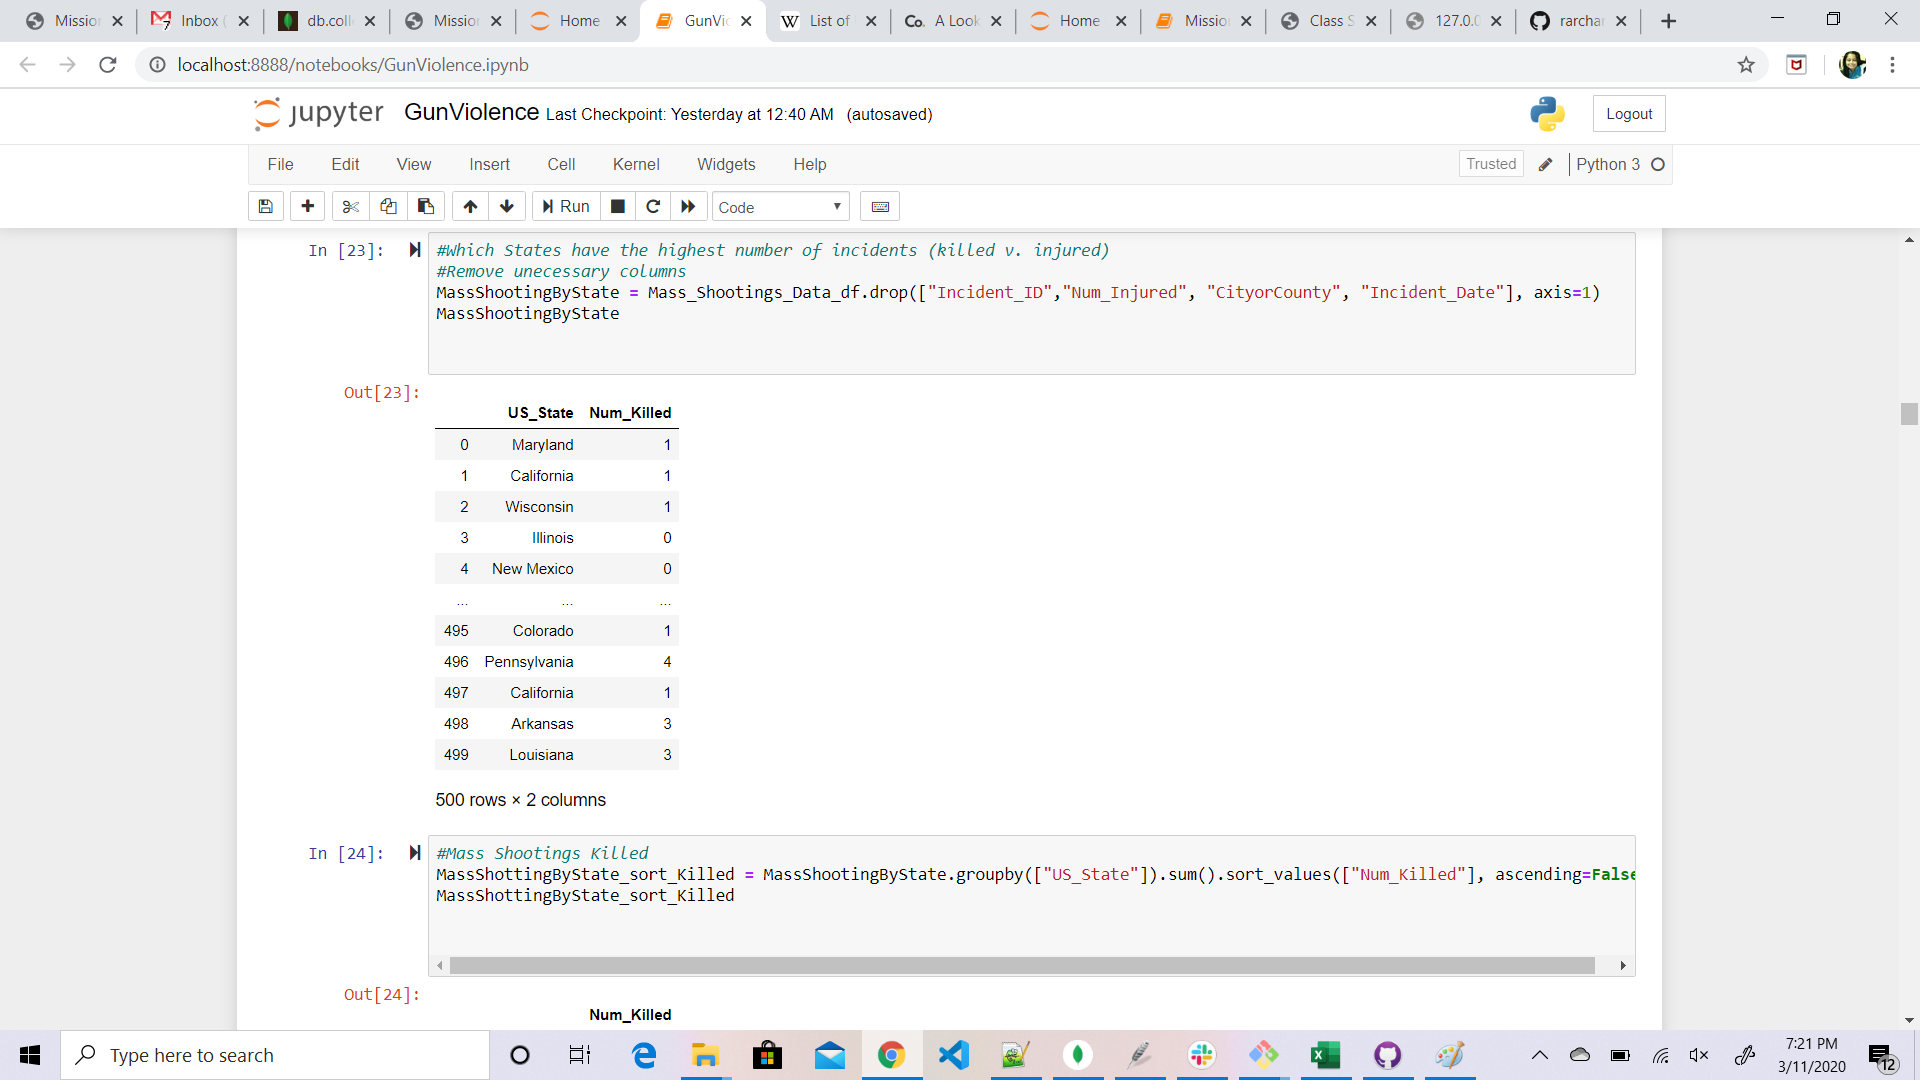 Mission
Inbox (
db.colle
Mission
Home
GunViol
List of
Co. A Look
Home
Mission
Class S
127.0.0
rarchar
localhost:8888/notebooks/GunViolence.ipynb
jupyter GunViolence Last Checkpoint: Yesterday at 12:40 AM (autosaved)
Logout
File Edit View Insert Cell Kernel Widgets Help
Trusted Python 3
Run Code
In [23]: #Which States have the highest number of incidents (killed v. injured)
#Remove unecessary columns
MassShootingByState = Mass_Shootings_Data_df.drop(["Incident_ID","Num_Injured", "CityorCounty", "Incident_Date"], axis=1)
MassShootingByState
Out[23]:
US_State Num_Killed
0 Maryland 1
1 California 1
2 Wisconsin 1
3 Illinois 0
4 New Mexico 0
... ... ...
495 Colorado 1
496 Pennsylvania 4
497 California 1
498 Arkansas 3
499 Louisiana 3
500 rows × 2 columns
In [24]: #Mass Shootings Killed
MassShottingByState_sort_Killed = MassShootingByState.groupby(["US_State"]).sum().sort_values(["Num_Killed"], ascending=False
MassShottingByState_sort_Killed
Out[24]:
Num_Killed
Type here to search
7:21 PM
3/11/2020
12